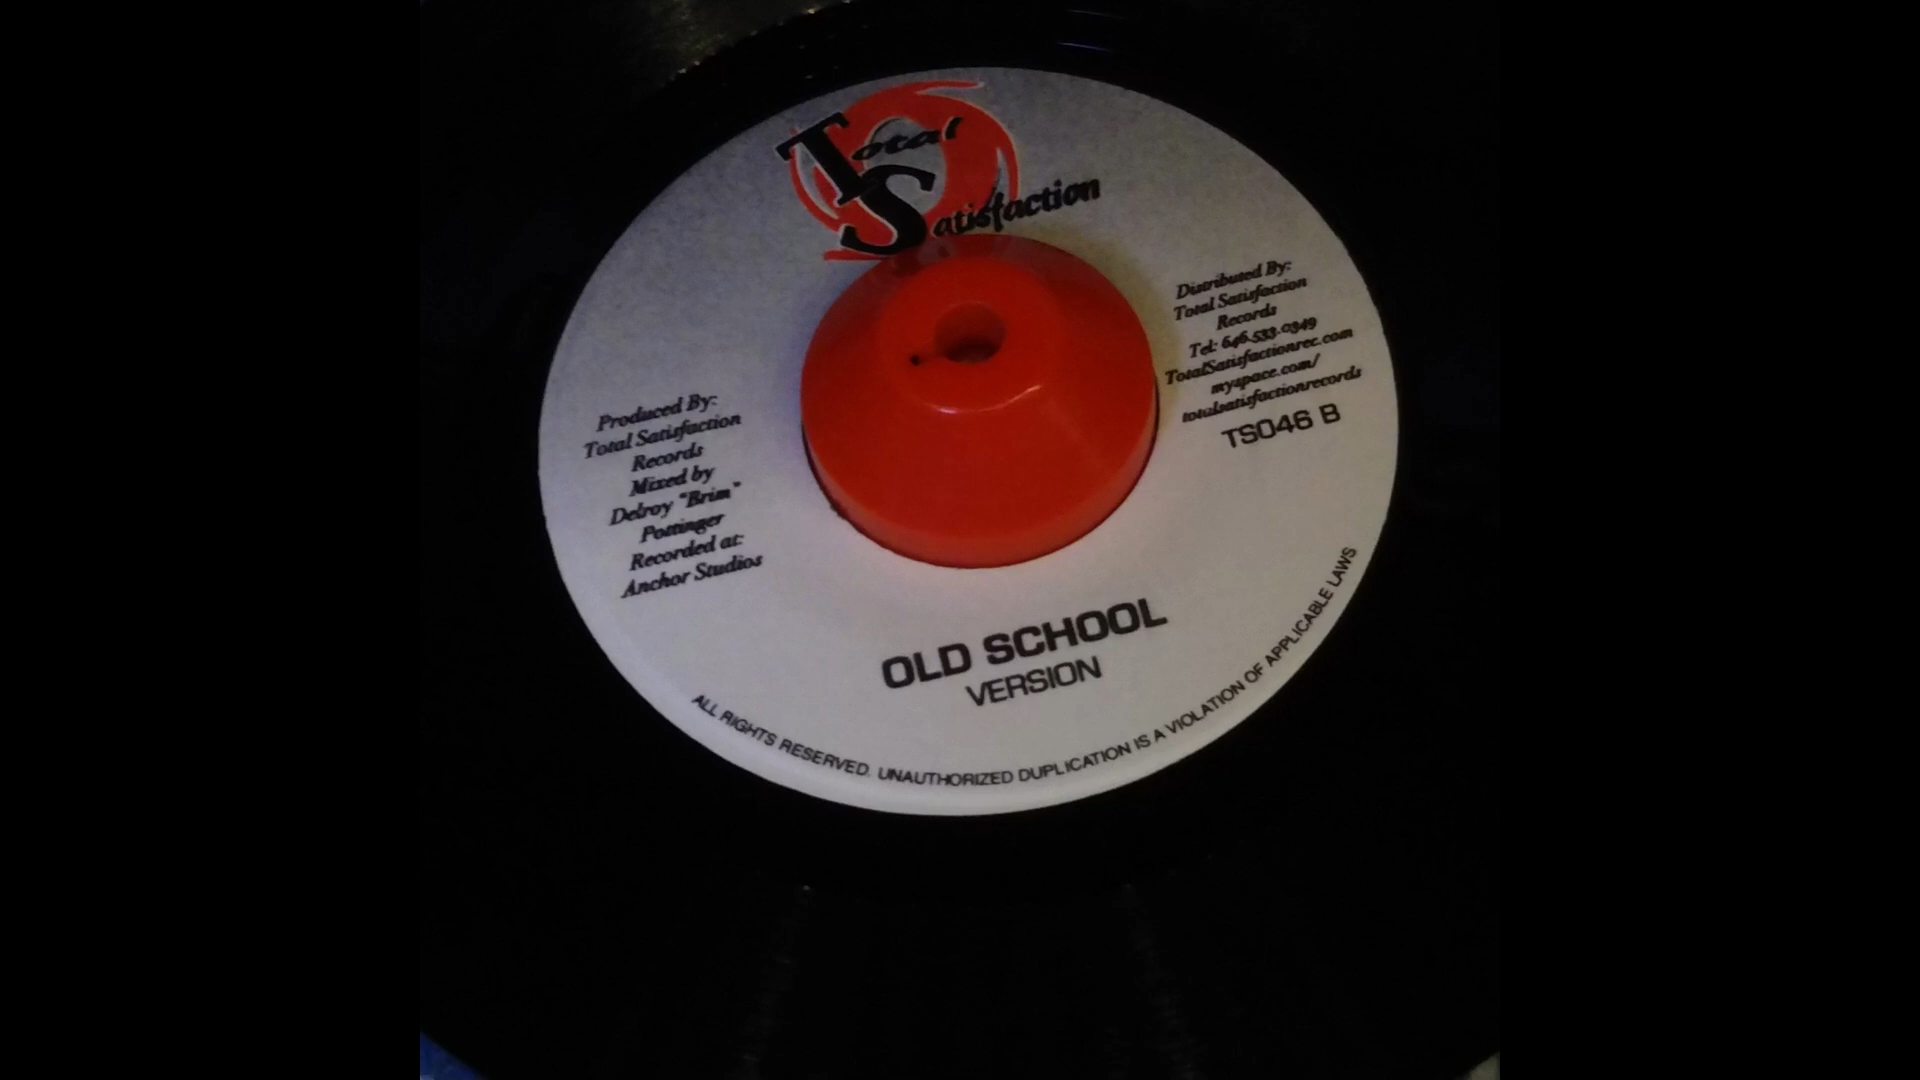 Total
Satisfaction
Produced By:
Total Satisfaction
Records
Mixed by
Delroy "Brim"
Pottinger
Recorded at:
Anchor Studios
Distributed By:
Total Satisfaction
Records
Tel: 646-533-0349
TotalSatisfactionrec.com
myspace.com/
totalsatisfactionrecords
TS046 B
OLD SCHOOL
VERSION
ALL RIGHTS RESERVED. UNAUTHORIZED DUPLICATION IS A VIOLATION OF APPLICABLE LAWS